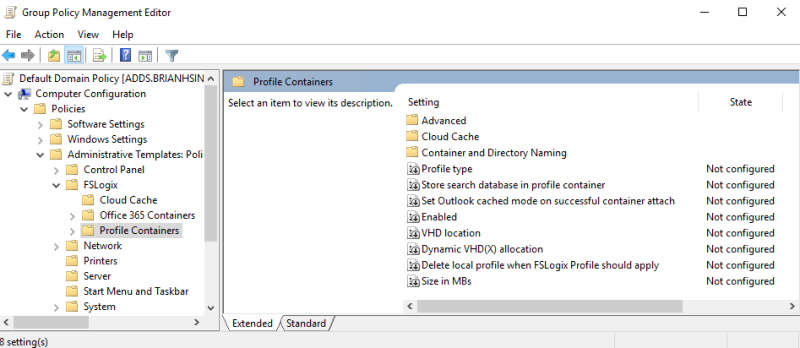 Group Policy Management Editor
File Action View Help
Default Domain Policy [ADDS.BRIANHSIN
Computer Configuration
Policies
Software Settings
Windows Settings
Administrative Templates: Poli
Control Panel
FSLogix
Cloud Cache
Office 365 Containers
Profile Containers
Network
Printers
Server
Start Menu and Taskbar
System
Profile Containers
Select an item to view its description.
Setting State
Advanced
Cloud Cache
Container and Directory Naming
Profile type Not configured
Store search database in profile container Not configured
Set Outlook cached mode on successful container attach Not configured
Enabled Not configured
VHD location Not configured
Dynamic VHD(X) allocation Not configured
Delete local profile when FSLogix Profile should apply Not configured
Size in MBs Not configured
Extended Standard
8 setting(s)